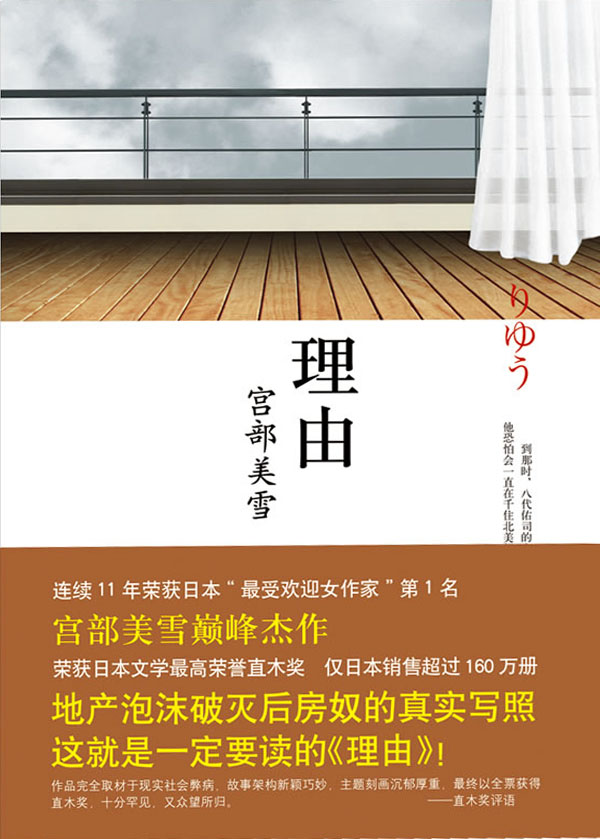 りゆう
理由
宫部美雪
到那时，八代佑司的
他恐怕会一直在千住北美
连续11年荣获日本“最受欢迎女作家”第1名
宫部美雪巅峰杰作
荣获日本文学最高荣誉直木奖 仅日本销售超过160万册
地产泡沫破灭后房奴的真实写照
这就是一定要读的《理由》！
作品完全取材于现实社会弊病，故事架构新颖巧妙，主题刻画沉郁厚重，最终以全票获得
直木奖，十分罕见，又众望所归。 ——直木奖评语